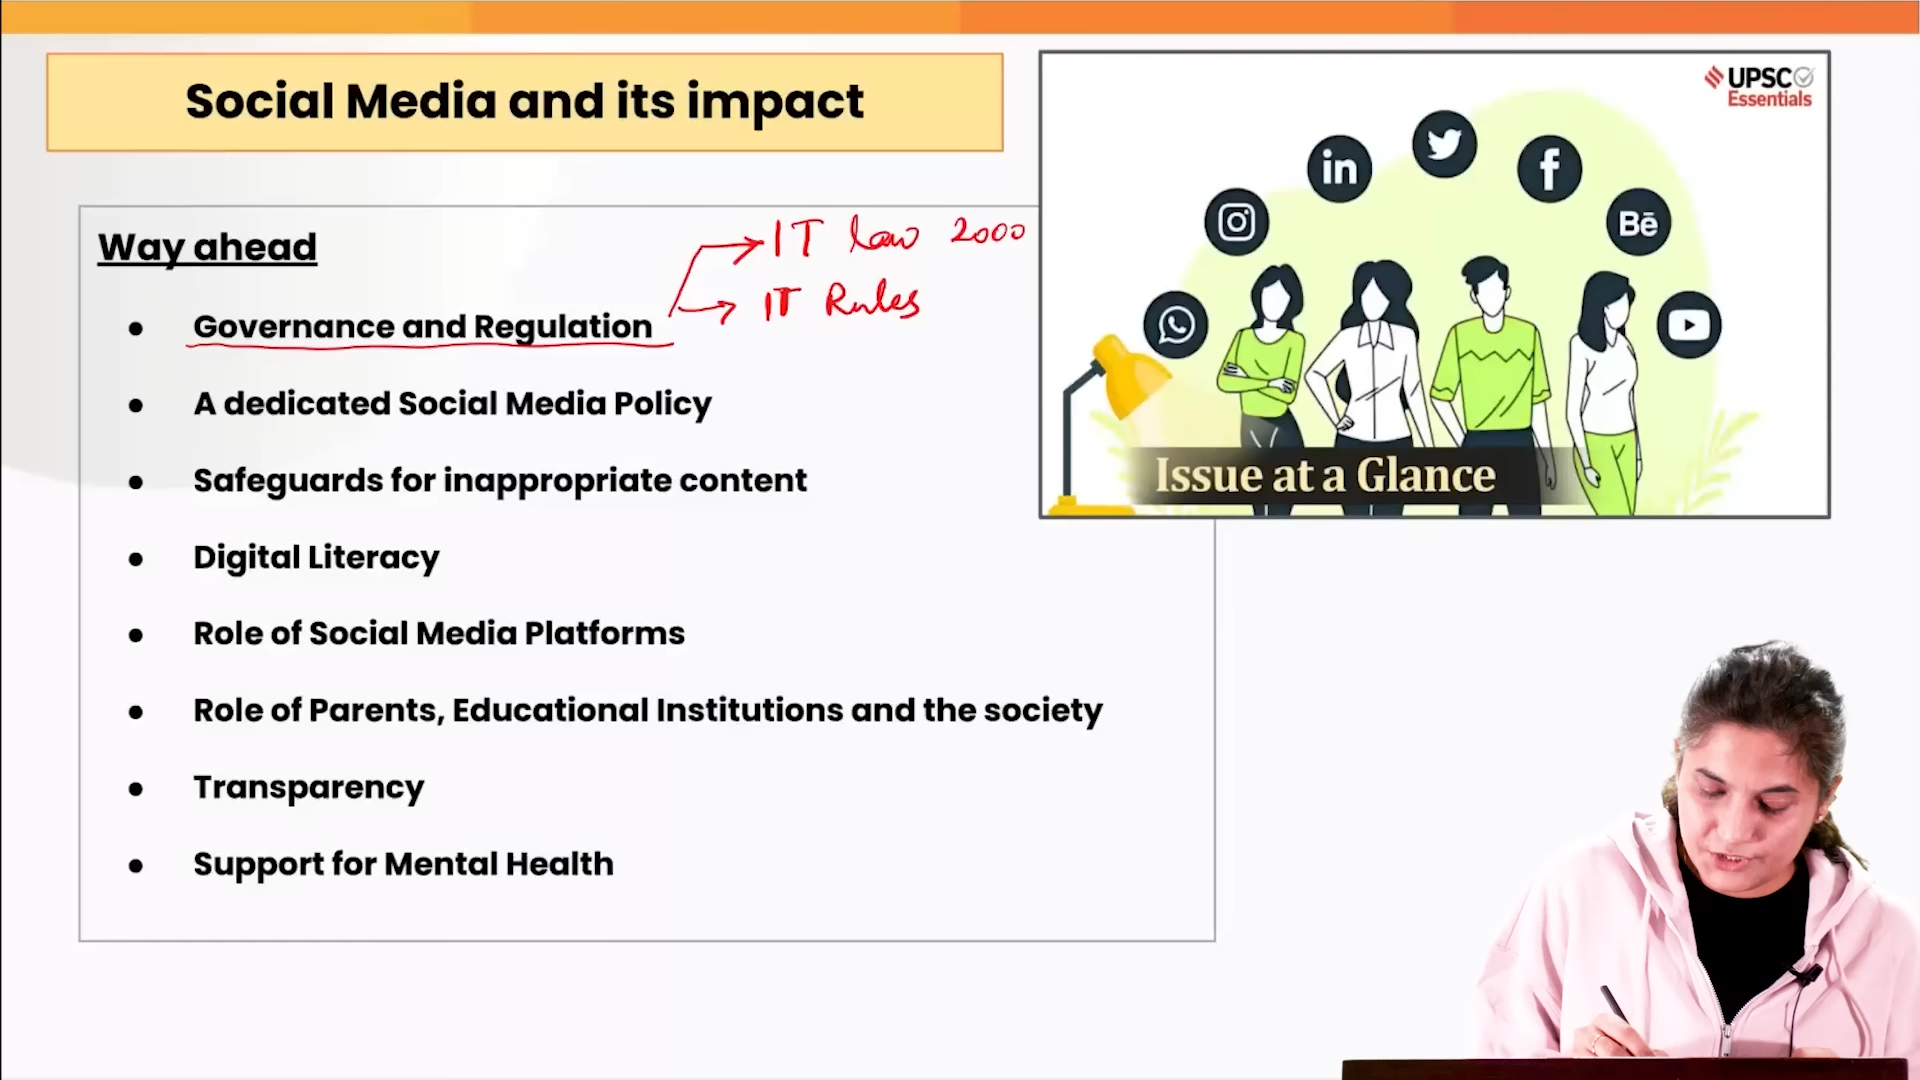 Social Media and its impact
UPSC
Essentials
in
f
Bē
Issue at a Glance
Way ahead
IT law 2000
IT Rules
● Governance and Regulation
● A dedicated Social Media Policy
● Safeguards for inappropriate content
● Digital Literacy
● Role of Social Media Platforms
● Role of Parents, Educational Institutions and the society
● Transparency
● Support for Mental Health